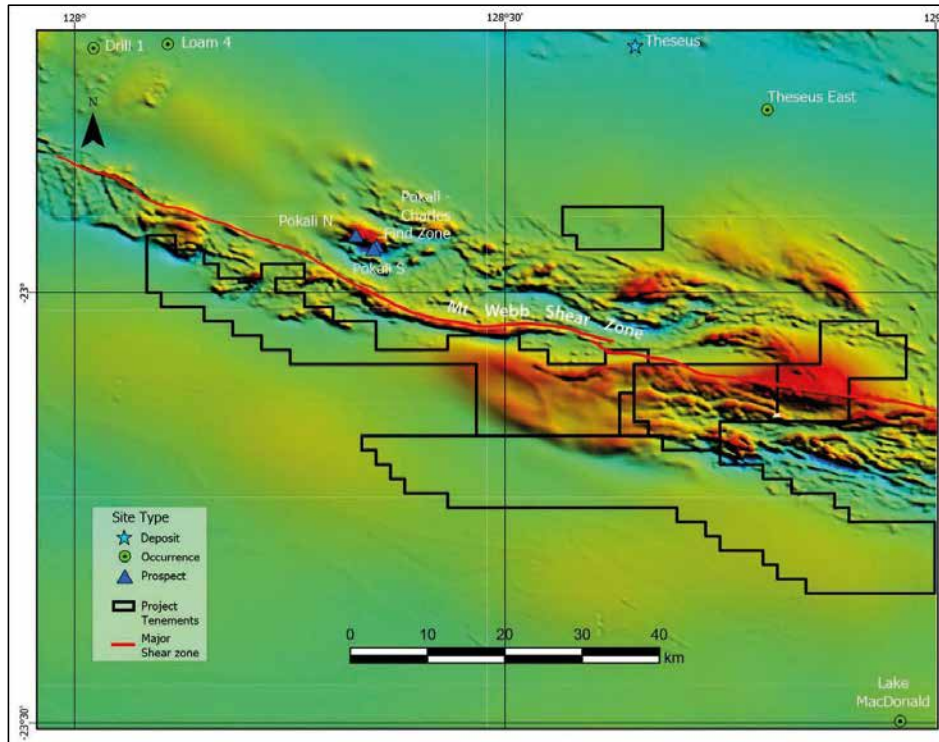 128°
128°30'
129
Drill 1
Loam 4
Theseus
Theseus East
N
Pokali -
Charles
Find Zone
Pokali N
Pokali S
-23°
Mt Webb Shear Zone
Site Type
Deposit
Occurrence
Prospect
Project
Tenements
Major
Shear zone
0 10 20 30 40
km
Lake
MacDonald
-23°30'